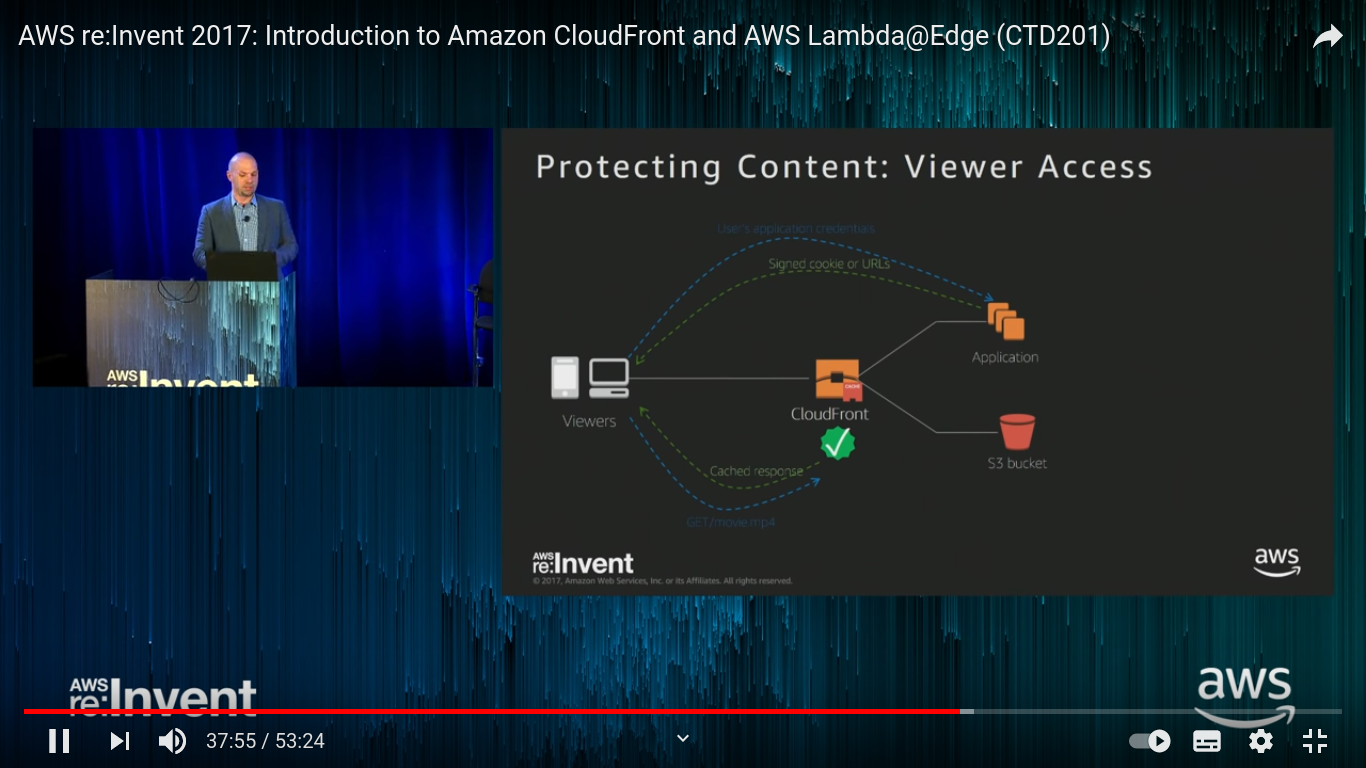 AWS re:Invent 2017: Introduction to Amazon CloudFront and AWS Lambda@Edge (CTD201)
Protecting Content: Viewer Access
User's application credentials
Signed cookie or URLs
Application
Viewers
CACHE
CloudFront
S3 bucket
Cached response
GET/movie.mp4
AWS
re:Invent
© 2017, Amazon Web Services, Inc. or its Affiliates. All rights reserved.
aws
AWS
re:Invent
AWS
re:Invent
aws
37:55 / 53:24